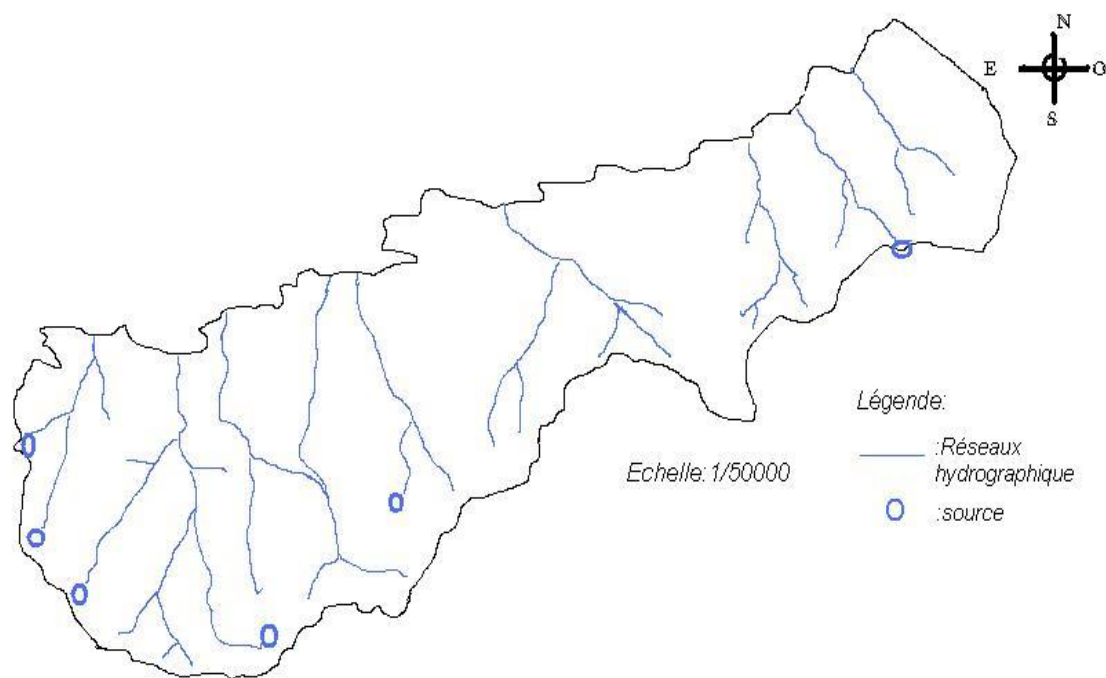 N
E O
S
Légende:
:Réseaux
hydrographique
Echelle:1/50000
:source